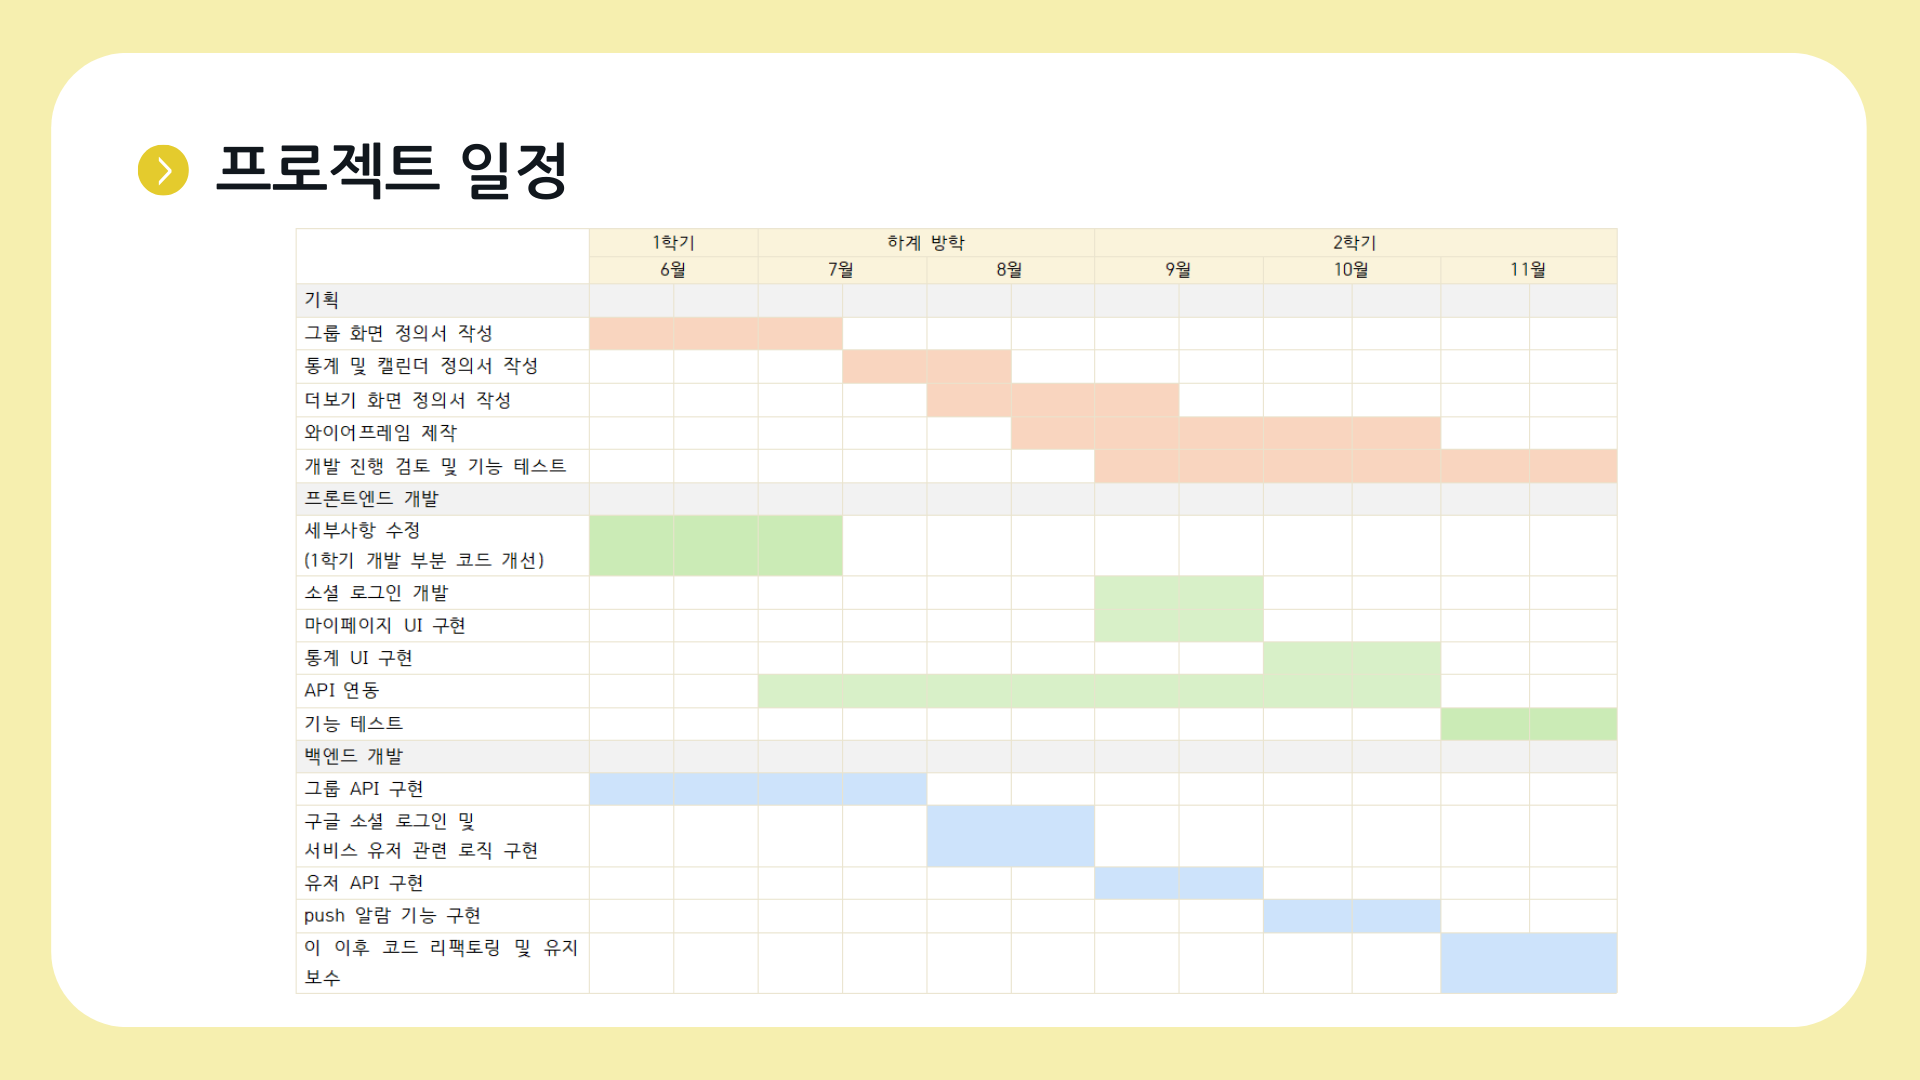 프로젝트 일정
1학기 하계 방학 2학기
6월 7월 8월 9월 10월 11월
기획
그룹 화면 정의서 작성
통계 및 캘린더 정의서 작성
더보기 화면 정의서 작성
와이어프레임 제작
개발 진행 검토 및 기능 테스트
프론트엔드 개발
세부사항 수정
(1학기 개발 부분 코드 개선)
소셜 로그인 개발
마이페이지 UI 구현
통계 UI 구현
API 연동
기능 테스트
백엔드 개발
그룹 API 구현
구글 소셜 로그인 및
서비스 유저 관련 로직 구현
유저 API 구현
push 알람 기능 구현
이 이후 코드 리팩토링 및 유지
보수